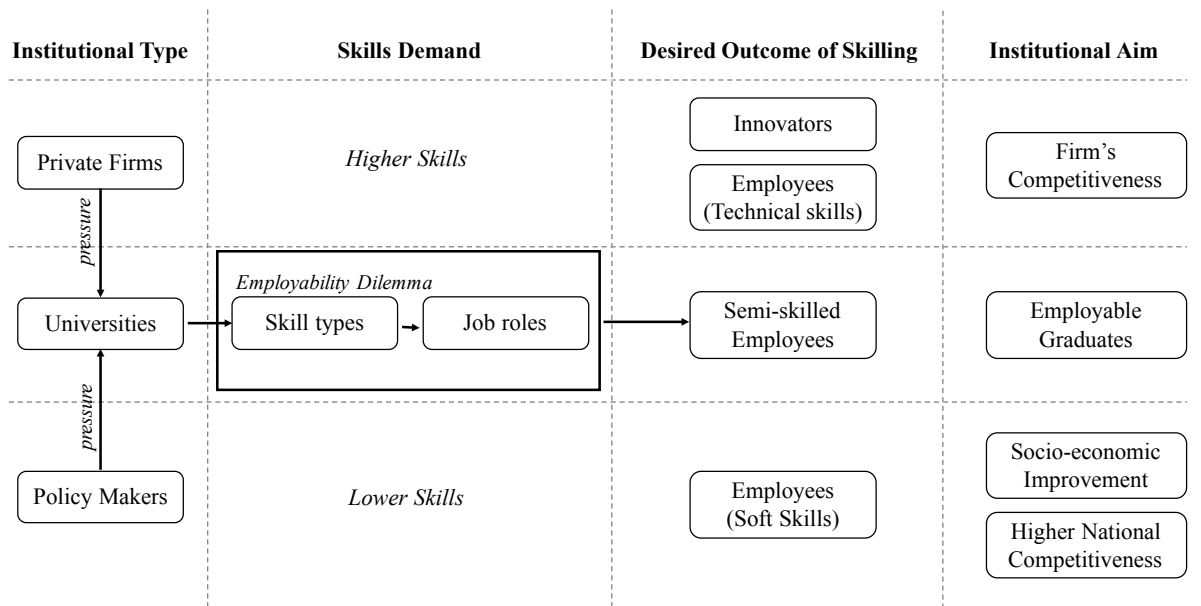 Institutional Type
Skills Demand
Desired Outcome of Skilling
Institutional Aim
Private Firms
Higher Skills
Innovators
Employees
(Technical skills)
Firm's
Competitiveness
pressure
Universities
Employability Dilemma
Skill types
Job roles
Semi-skilled
Employees
Employable
Graduates
pressure
Policy Makers
Lower Skills
Employees
(Soft Skills)
Socio-economic
Improvement
Higher National
Competitiveness